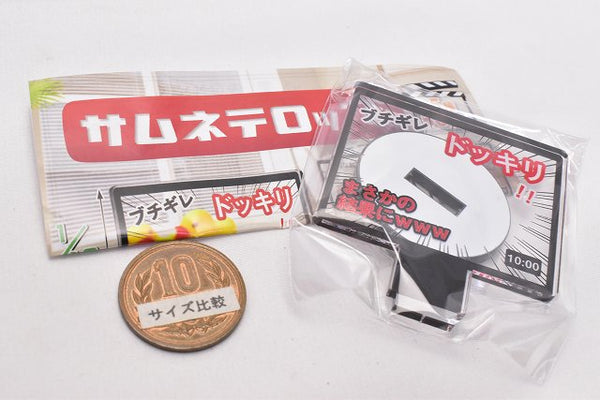 サムネテロッ
ブチギレ
ドッキリ
1/
10
サイズ比較
ブチギレ
ドッキリ
!!
まさかの
結果にwww
10:00